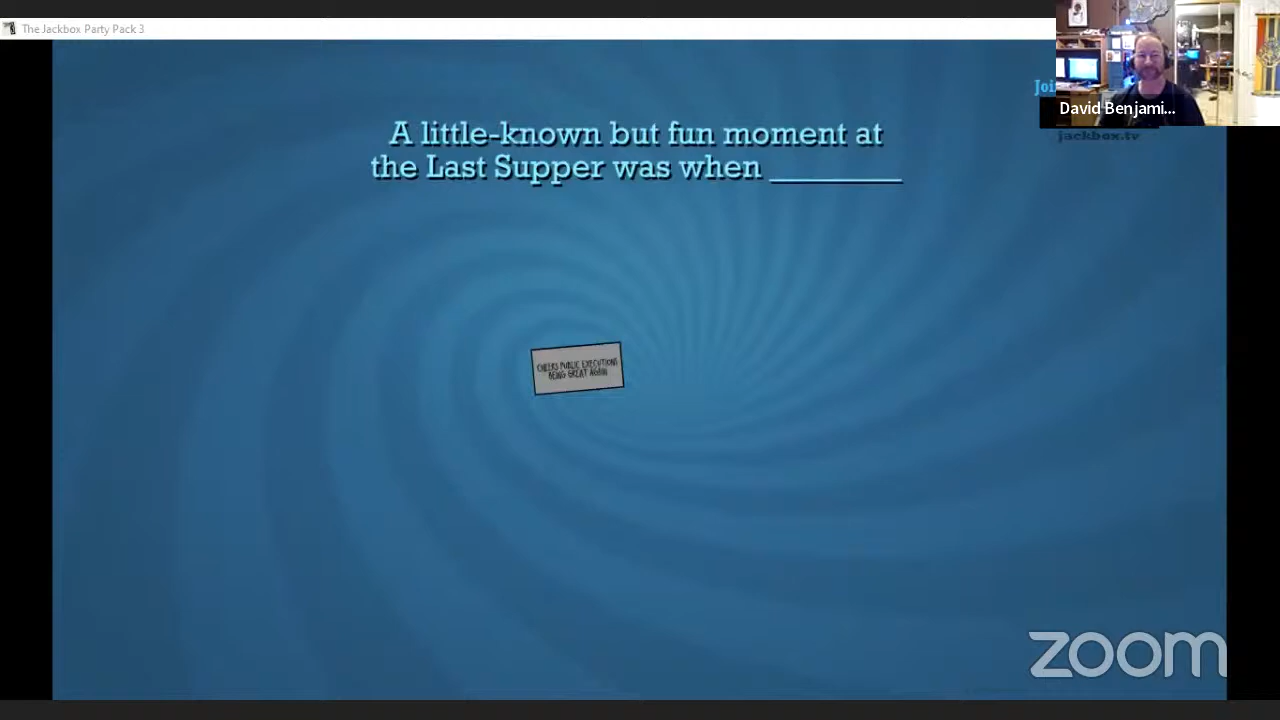 The Jackbox Party Pack 3
Joi
David Benjami...
jackbox.tv
A little-known but fun moment at
the Last Supper was when ________
CHEERS PUBLIC EXECUTIONS
BEING GREAT AGAIN
zoom